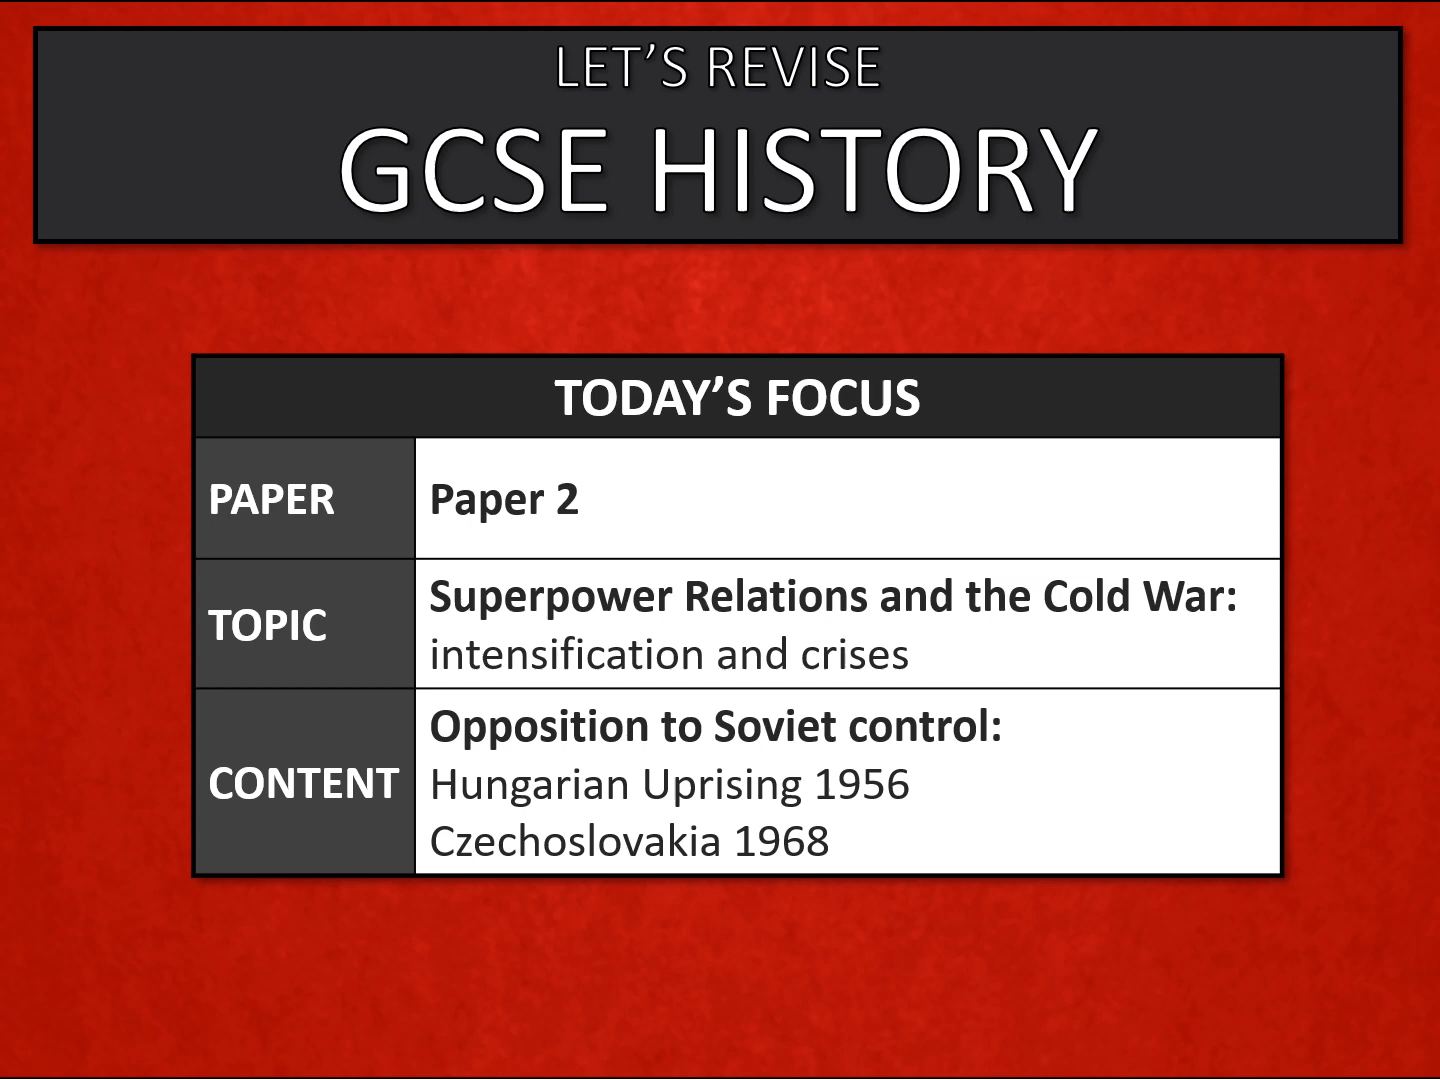 LET’S REVISE
GCSE HISTORY
TODAY’S FOCUS
PAPER
Paper 2
TOPIC
Superpower Relations and the Cold War:
intensification and crises
CONTENT
Opposition to Soviet control:
Hungarian Uprising 1956
Czechoslovakia 1968